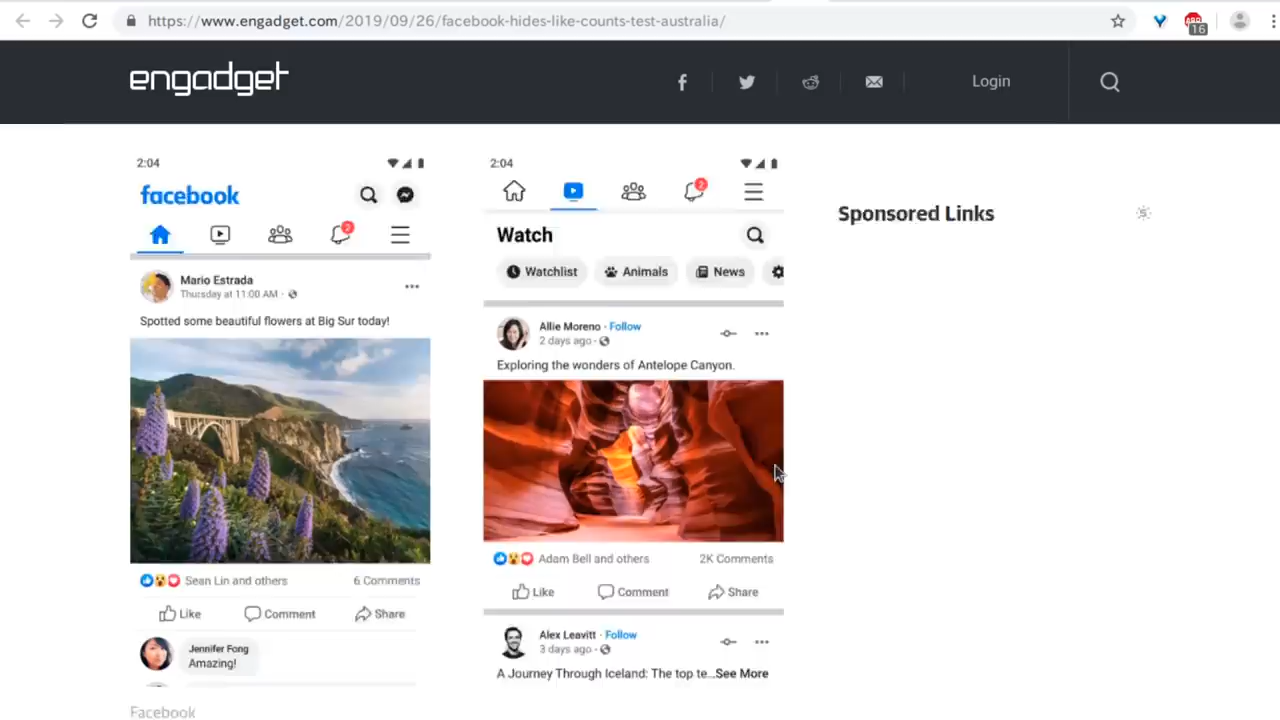 https://www.engadget.com/2019/09/26/facebook-hides-like-counts-test-australia/
16
engadget
Login
2:04
facebook
2
Mario Estrada
Thursday at 11:00 AM ·
Spotted some beautiful flowers at Big Sur today!
Sean Lin and others 6 Comments
Like Comment Share
Jennifer Fong
Amazing!
Facebook
2:04
2
Watch
Watchlist Animals News
Allie Moreno · Follow
2 days ago ·
Exploring the wonders of Antelope Canyon.
Adam Bell and others 2K Comments
Like Comment Share
Alex Leavitt · Follow
3 days ago ·
A Journey Through Iceland: The top te...See More
Sponsored Links